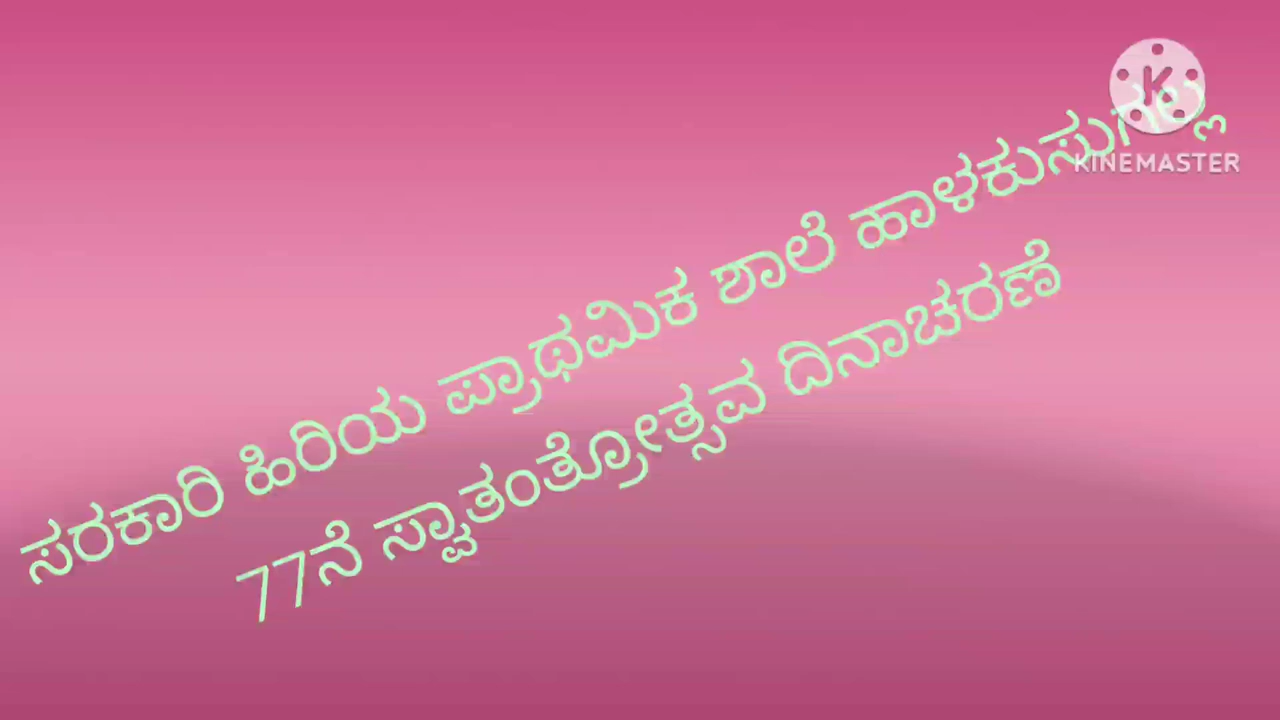 ಸರಕಾರಿ ಹಿರಿಯ ಪ್ರಾಥಮಿಕ ಶಾಲೆ ಹಾಳಕುಸುಗಲ್ಲ
77ನೆ ಸ್ವಾತಂತ್ರೋತ್ಸವ ದಿನಾಚರಣೆ
KINEMASTER